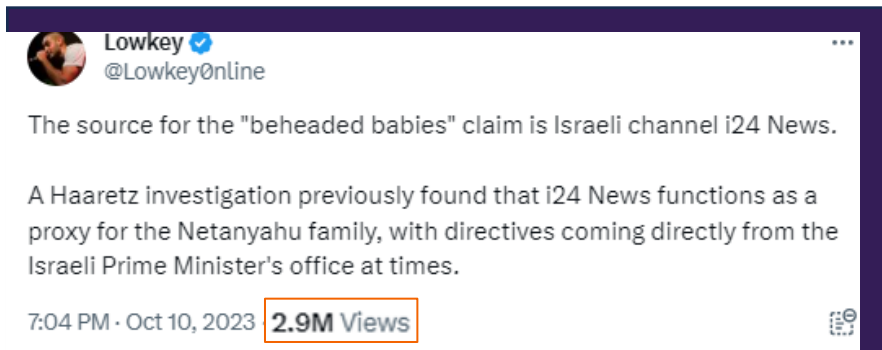 Lowkey
@Lowkey0nline
The source for the "beheaded babies" claim is Israeli channel i24 News.
A Haaretz investigation previously found that i24 News functions as a
proxy for the Netanyahu family, with directives coming directly from the
Israeli Prime Minister's office at times.
7:04 PM · Oct 10, 2023 · 2.9M Views